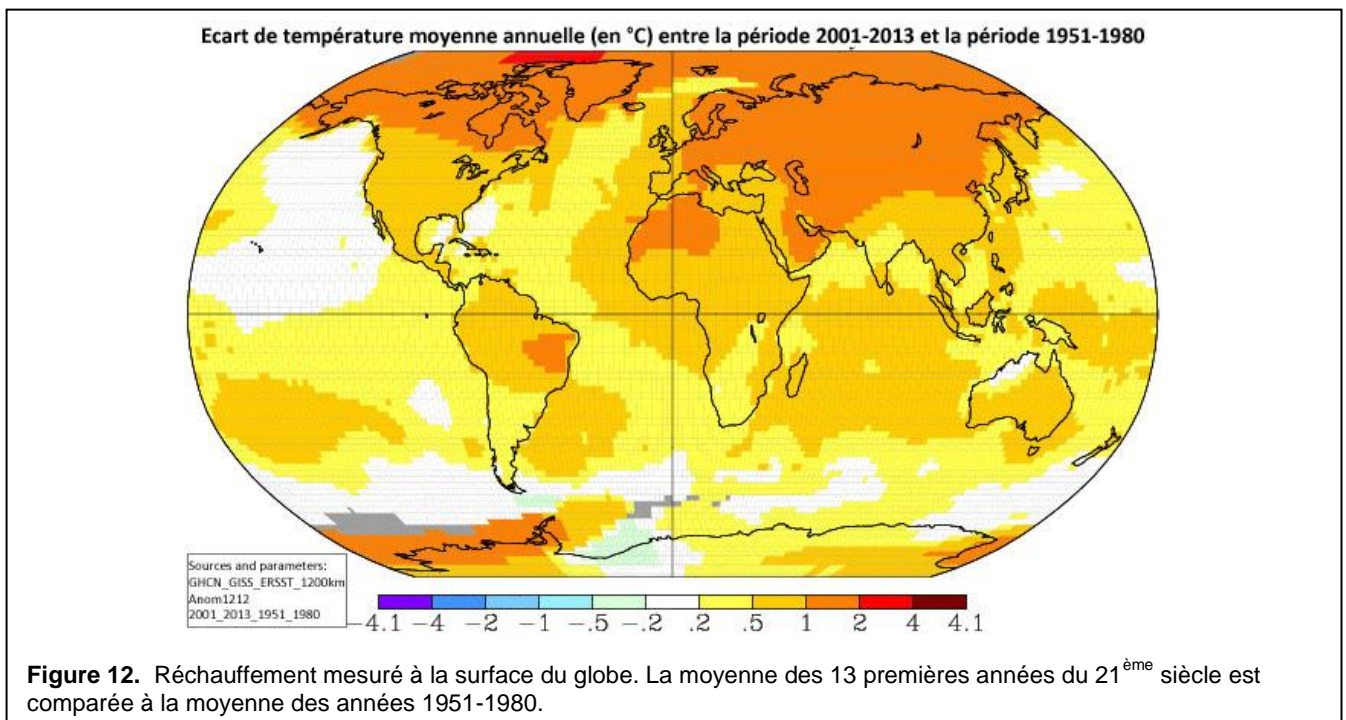 Ecart de température moyenne annuelle (en °C) entre la période 2001-2013 et la période 1951-1980
Sources and parameters:
GHCN_GISS_ERSST_1200km
Anom1212
2001_2013_1951_1980
-4.1 -4 -2 -1 -.5 -.2 .2 .5 1 2 4 4.1
Figure 12. Réchauffement mesuré à la surface du globe. La moyenne des 13 premières années du 21ème siècle est
comparée à la moyenne des années 1951-1980.